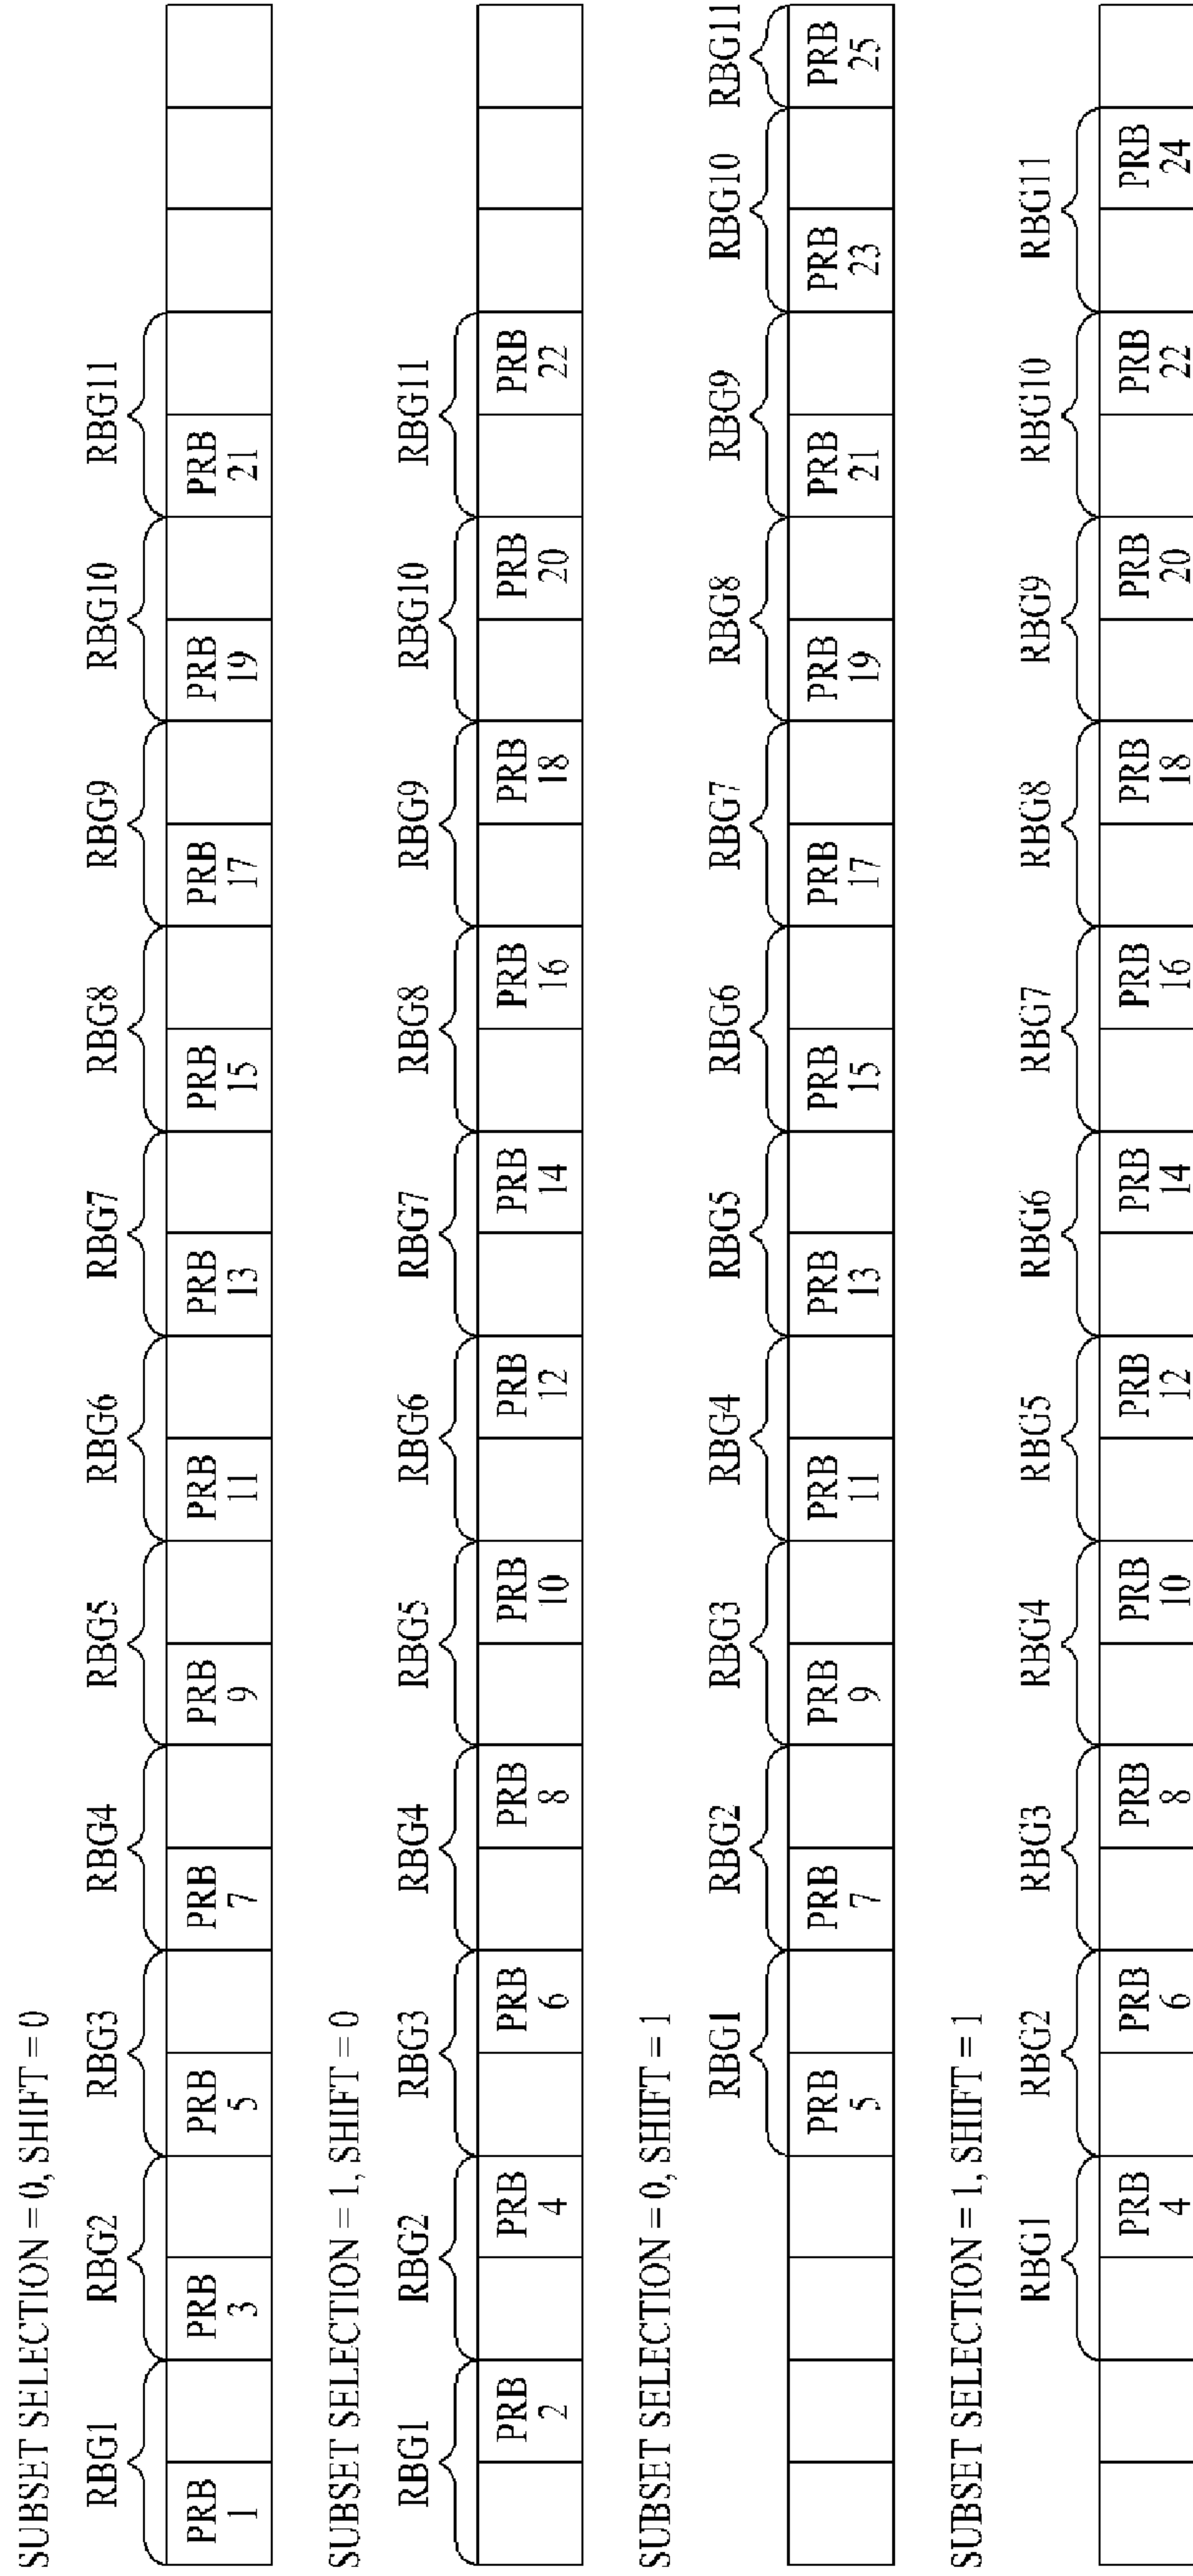 SUBSET SELECTION = 0, SHIFT = 0
RBG1 RBG2 RBG3 RBG4 RBG5 RBG6 RBG7 RBG8 RBG9 RBG10 RBG11
PRB PRB PRB PRB PRB PRB PRB PRB PRB PRB PRB
1 3 5 7 9 11 13 15 17 19 21
SUBSET SELECTION = 1, SHIFT = 0
RBG1 RBG2 RBG3 RBG4 RBG5 RBG6 RBG7 RBG8 RBG9 RBG10 RBG11
PRB PRB PRB PRB PRB PRB PRB PRB PRB PRB PRB
2 4 6 8 10 12 14 16 18 20 22
SUBSET SELECTION = 0, SHIFT = 1
RBG1 RBG2 RBG3 RBG4 RBG5 RBG6 RBG7 RBG8 RBG9 RBG10 RBG11
PRB PRB PRB PRB PRB PRB PRB PRB PRB PRB PRB
5 7 9 11 13 15 17 19 21 23 25
SUBSET SELECTION = 1, SHIFT = 1
RBG1 RBG2 RBG3 RBG4 RBG5 RBG6 RBG7 RBG8 RBG9 RBG10 RBG11
PRB PRB PRB PRB PRB PRB PRB PRB PRB PRB PRB
4 6 8 10 12 14 16 18 20 22 24